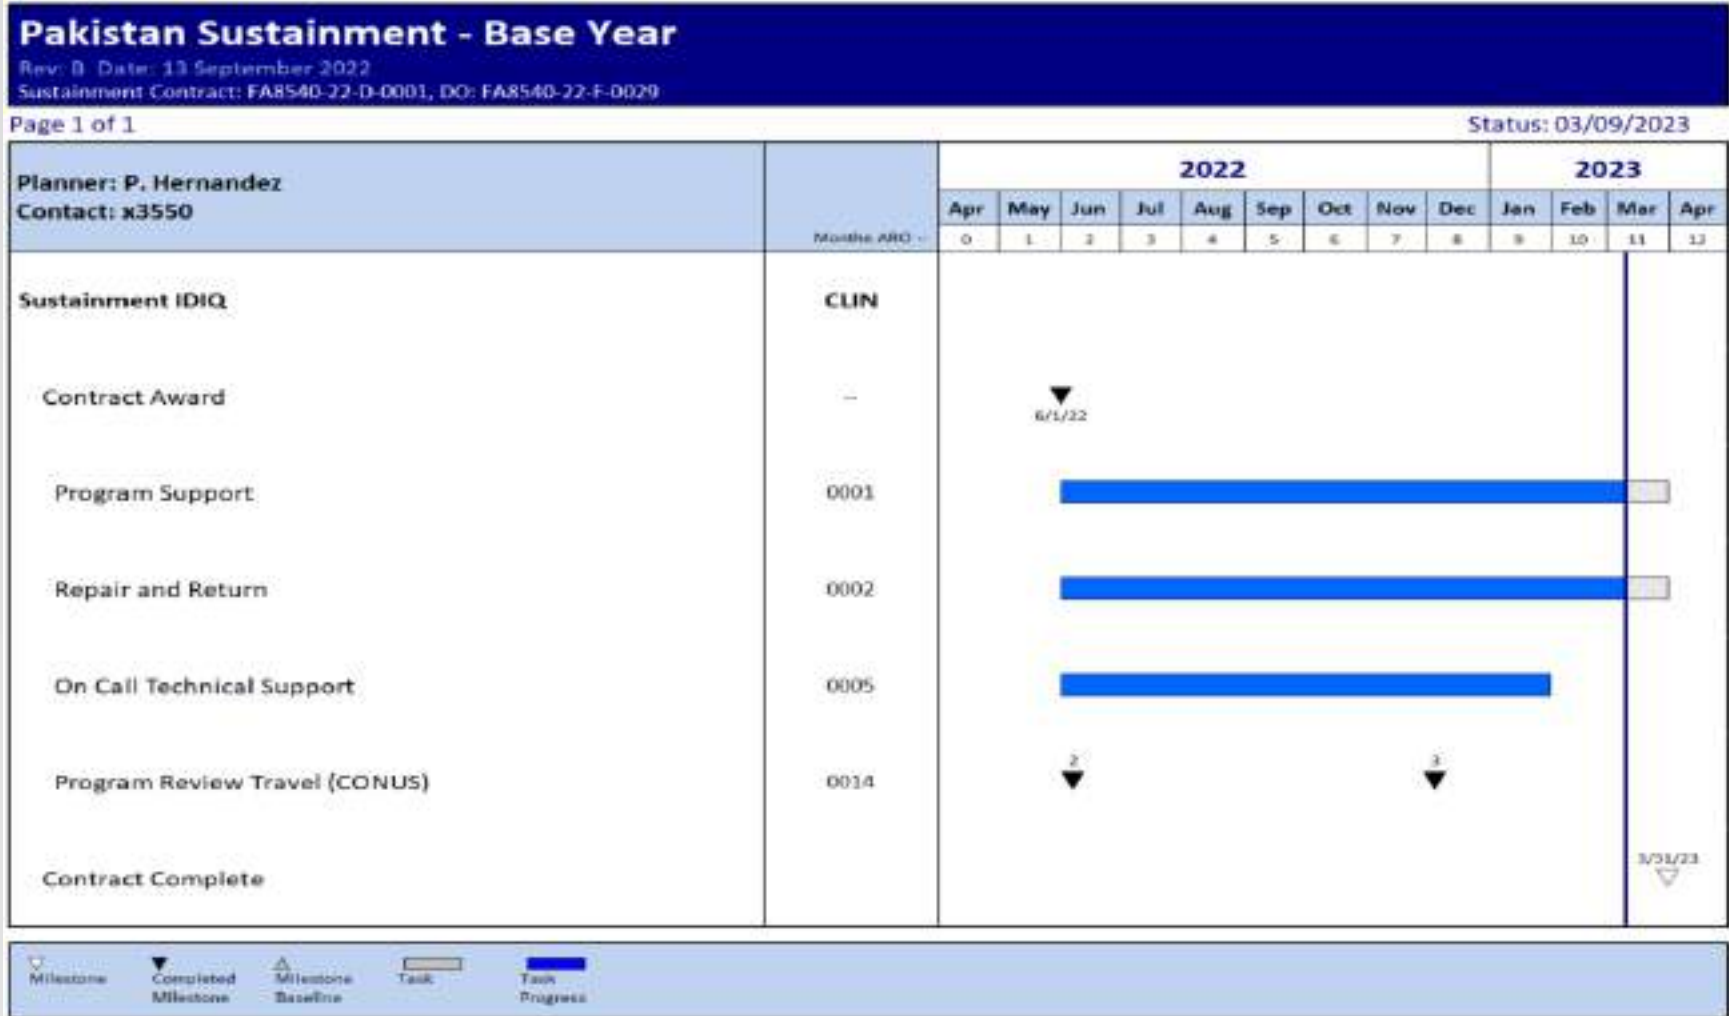 Pakistan Sustainment - Base Year
Rev: B Date: 13 September 2022
Sustainment Contract: FA8540-22-D-0001, DO: FA8540-22-F-0029
Page 1 of 1 Status: 03/09/2023
Planner: P. Hernandez
Contact: x3550
2022 2023
Apr May Jun Jul Aug Sep Oct Nov Dec Jan Feb Mar Apr
Months ARO -- 0 1 2 3 4 5 6 7 8 9 10 11 12
Sustainment IDIQ CLIN
Contract Award --
6/1/22
Program Support 0001
Repair and Return 0002
On Call Technical Support 0005
2 3
Program Review Travel (CONUS) 0014
3/31/23
Contract Complete
Milestone
Completed Milestone
Milestone Baseline
Task
Task Progress